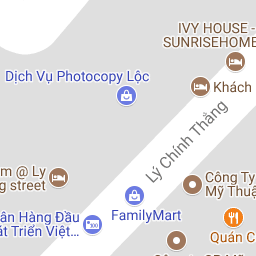 IVY HOUSE -
SUNRISEHOME
Dịch Vụ Photocopy Lộc
Khách
Lý Chính Thắng
m @ Ly
g street
Công Ty
Mỹ Thuậ
FamilyMart
ân Hàng Đầu
át Triển Việt...
Quán C